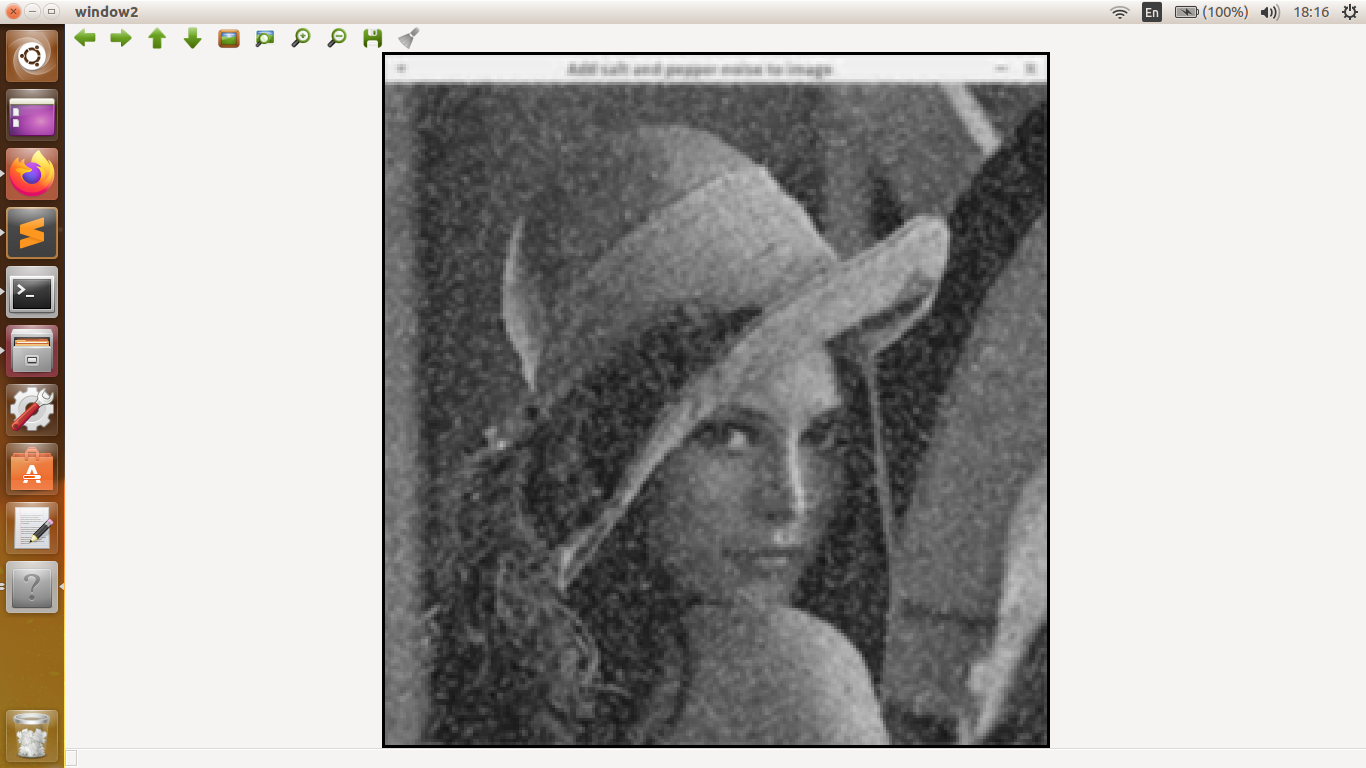 window2
En
(100%)
18:16
Add salt and pepper noise to image